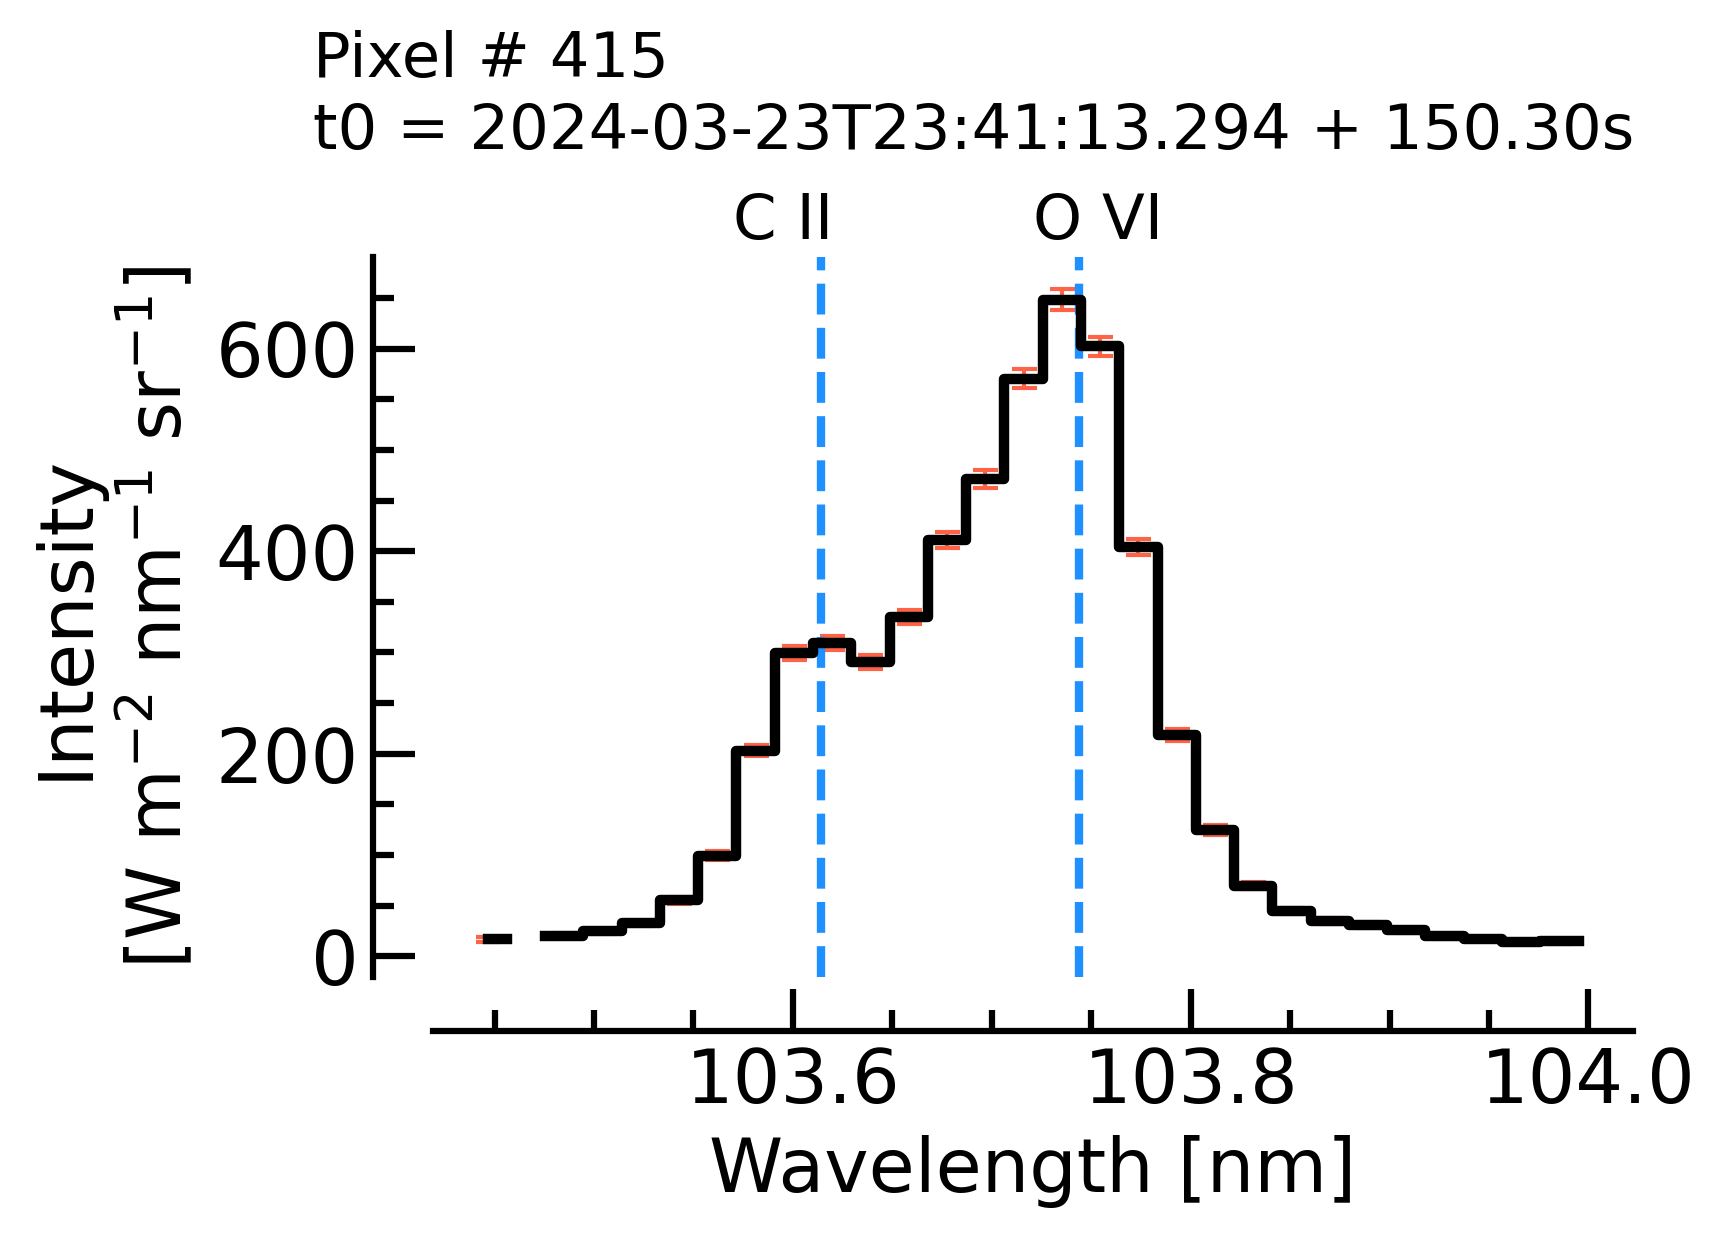 Pixel # 415
t0 = 2024-03-23T23:41:13.294 + 150.30s
C II
O VI
Intensity
[W m⁻² nm⁻¹ sr⁻¹]
600
400
200
0
103.6
103.8
104.0
Wavelength [nm]